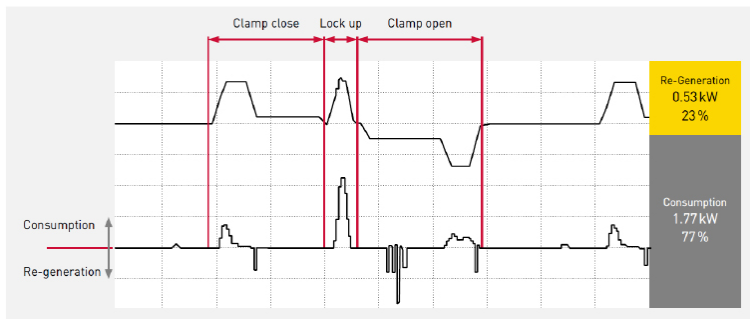 Clamp close
Lock up
Clamp open
Re-Generation
0.53 kW
23 %
Consumption
1.77 kW
77 %
Consumption
Re-generation